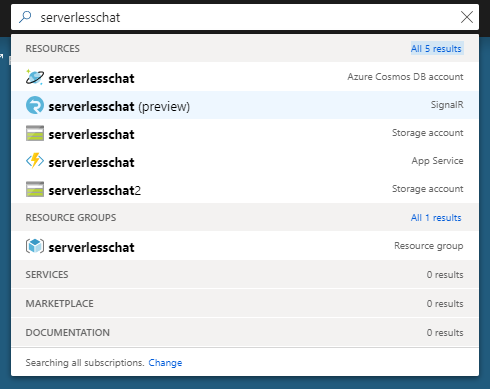 serverlesschat
RESOURCES All 5 results
serverlesschat Azure Cosmos DB account
serverlesschat (preview) SignalR
serverlesschat Storage account
serverlesschat App Service
serverlesschat2 Storage account
RESOURCE GROUPS All 1 results
serverlesschat Resource group
SERVICES 0 results
MARKETPLACE 0 results
DOCUMENTATION 0 results
Searching all subscriptions. Change